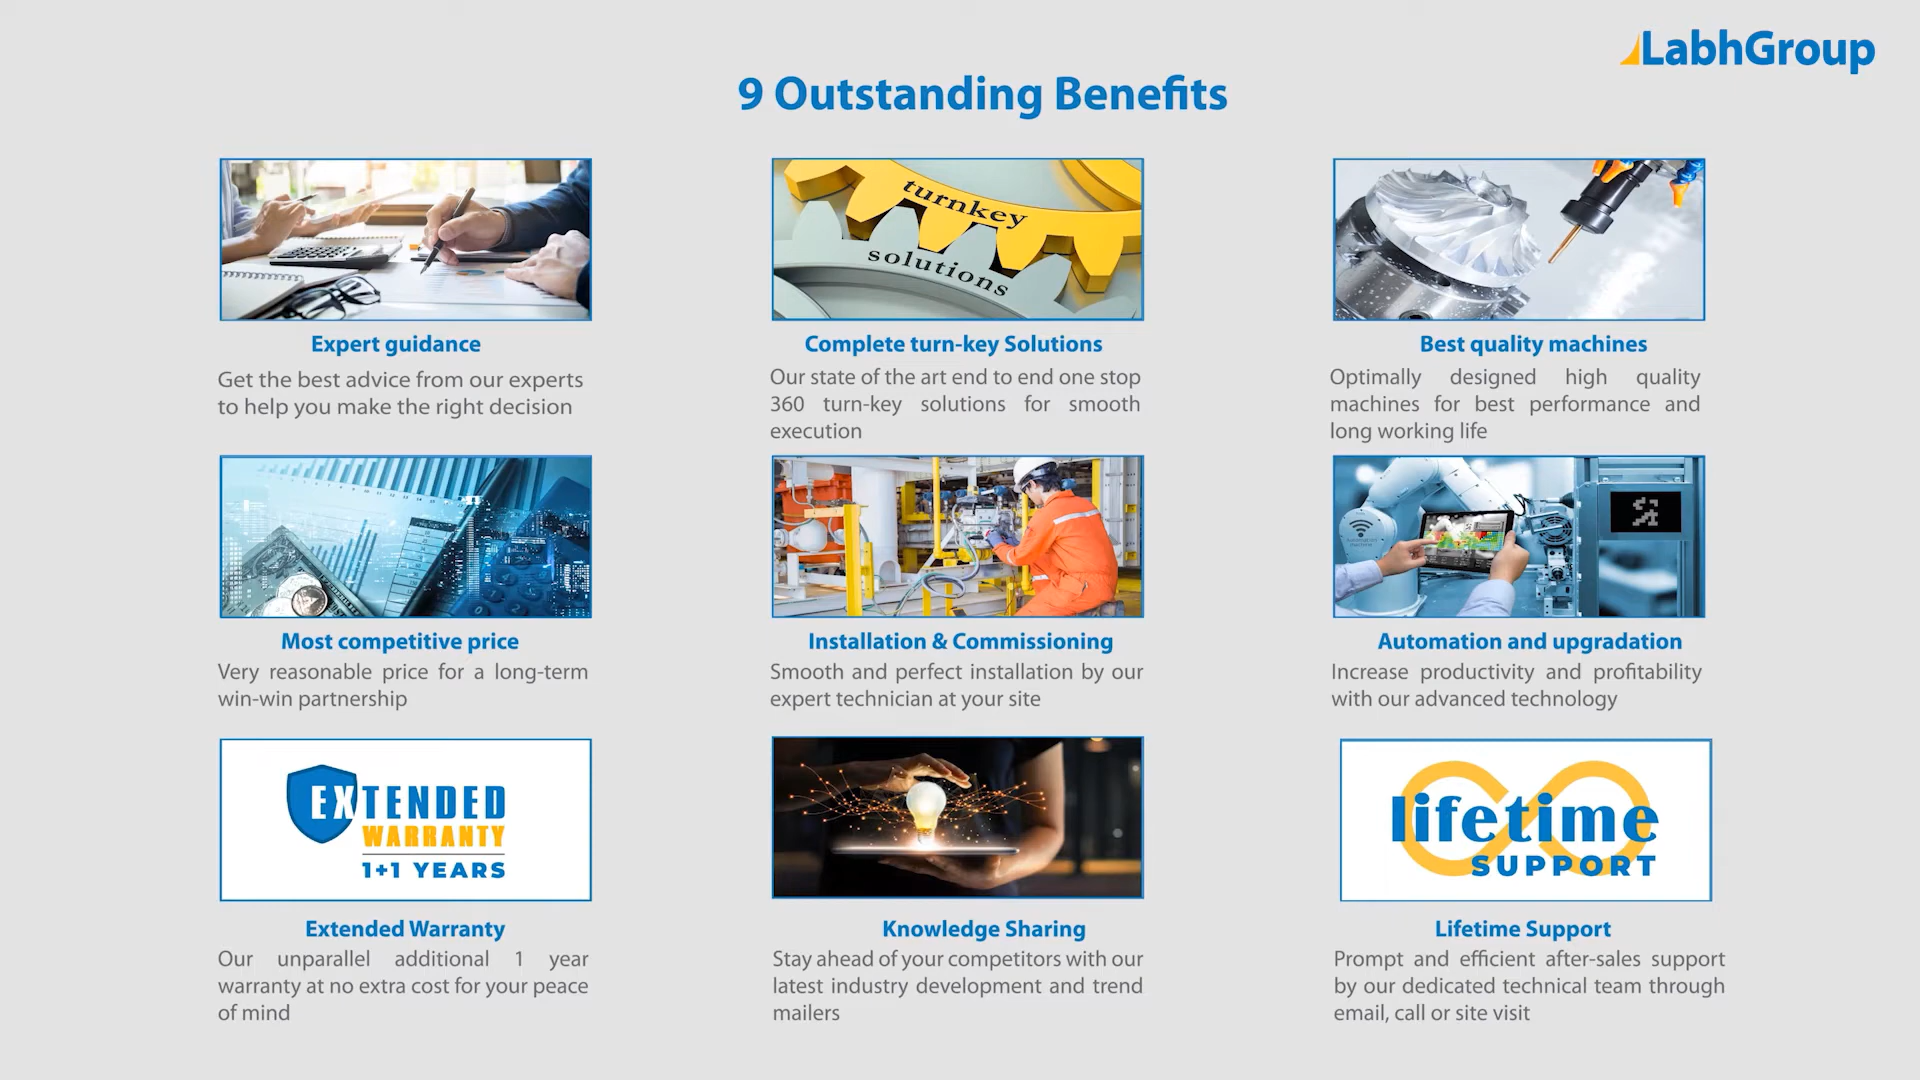 LabhGroup
9 Outstanding Benefits
turnkey
solutions
Expert guidance
Get the best advice from our experts
to help you make the right decision
Complete turn-key Solutions
Our state of the art end to end one stop
360 turn-key solutions for smooth
execution
Best quality machines
Optimally designed high quality
machines for best performance and
long working life
Most competitive price
Very reasonable price for a long-term
win-win partnership
Installation & Commissioning
Smooth and perfect installation by our
expert technician at your site
Automation and upgradation
Increase productivity and profitability
with our advanced technology
EXTENDED
WARRANTY
1+1 YEARS
Extended Warranty
Our unparallel additional 1 year
warranty at no extra cost for your peace
of mind
Knowledge Sharing
Stay ahead of your competitors with our
latest industry development and trend
mailers
lifetime
SUPPORT
Lifetime Support
Prompt and efficient after-sales support
by our dedicated technical team through
email, call or site visit